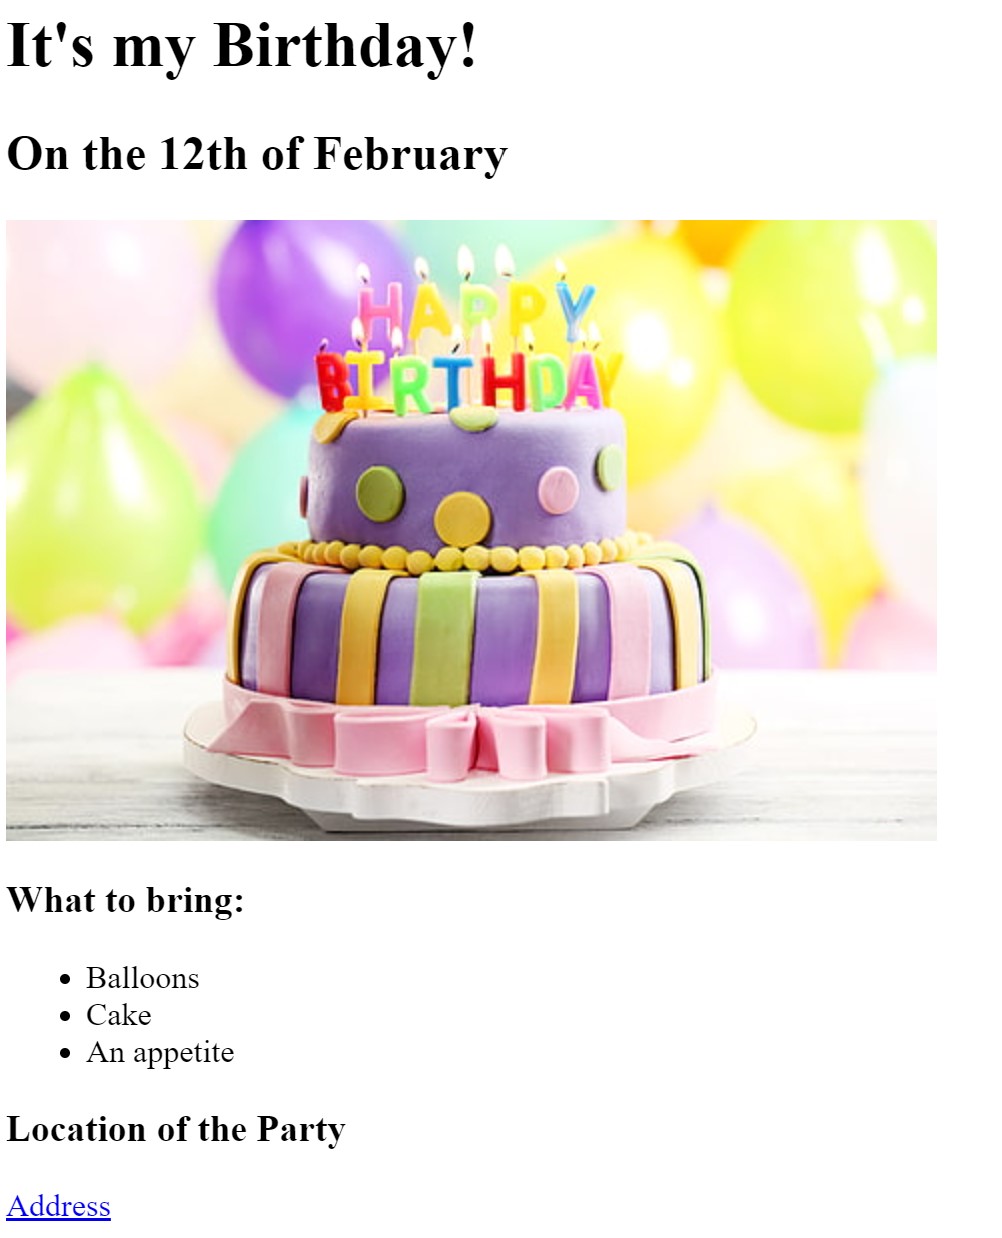 It's my Birthday!
On the 12th of February
HAPPY
BIRTHDAY
What to bring:
Balloons
Cake
An appetite
Location of the Party
Address